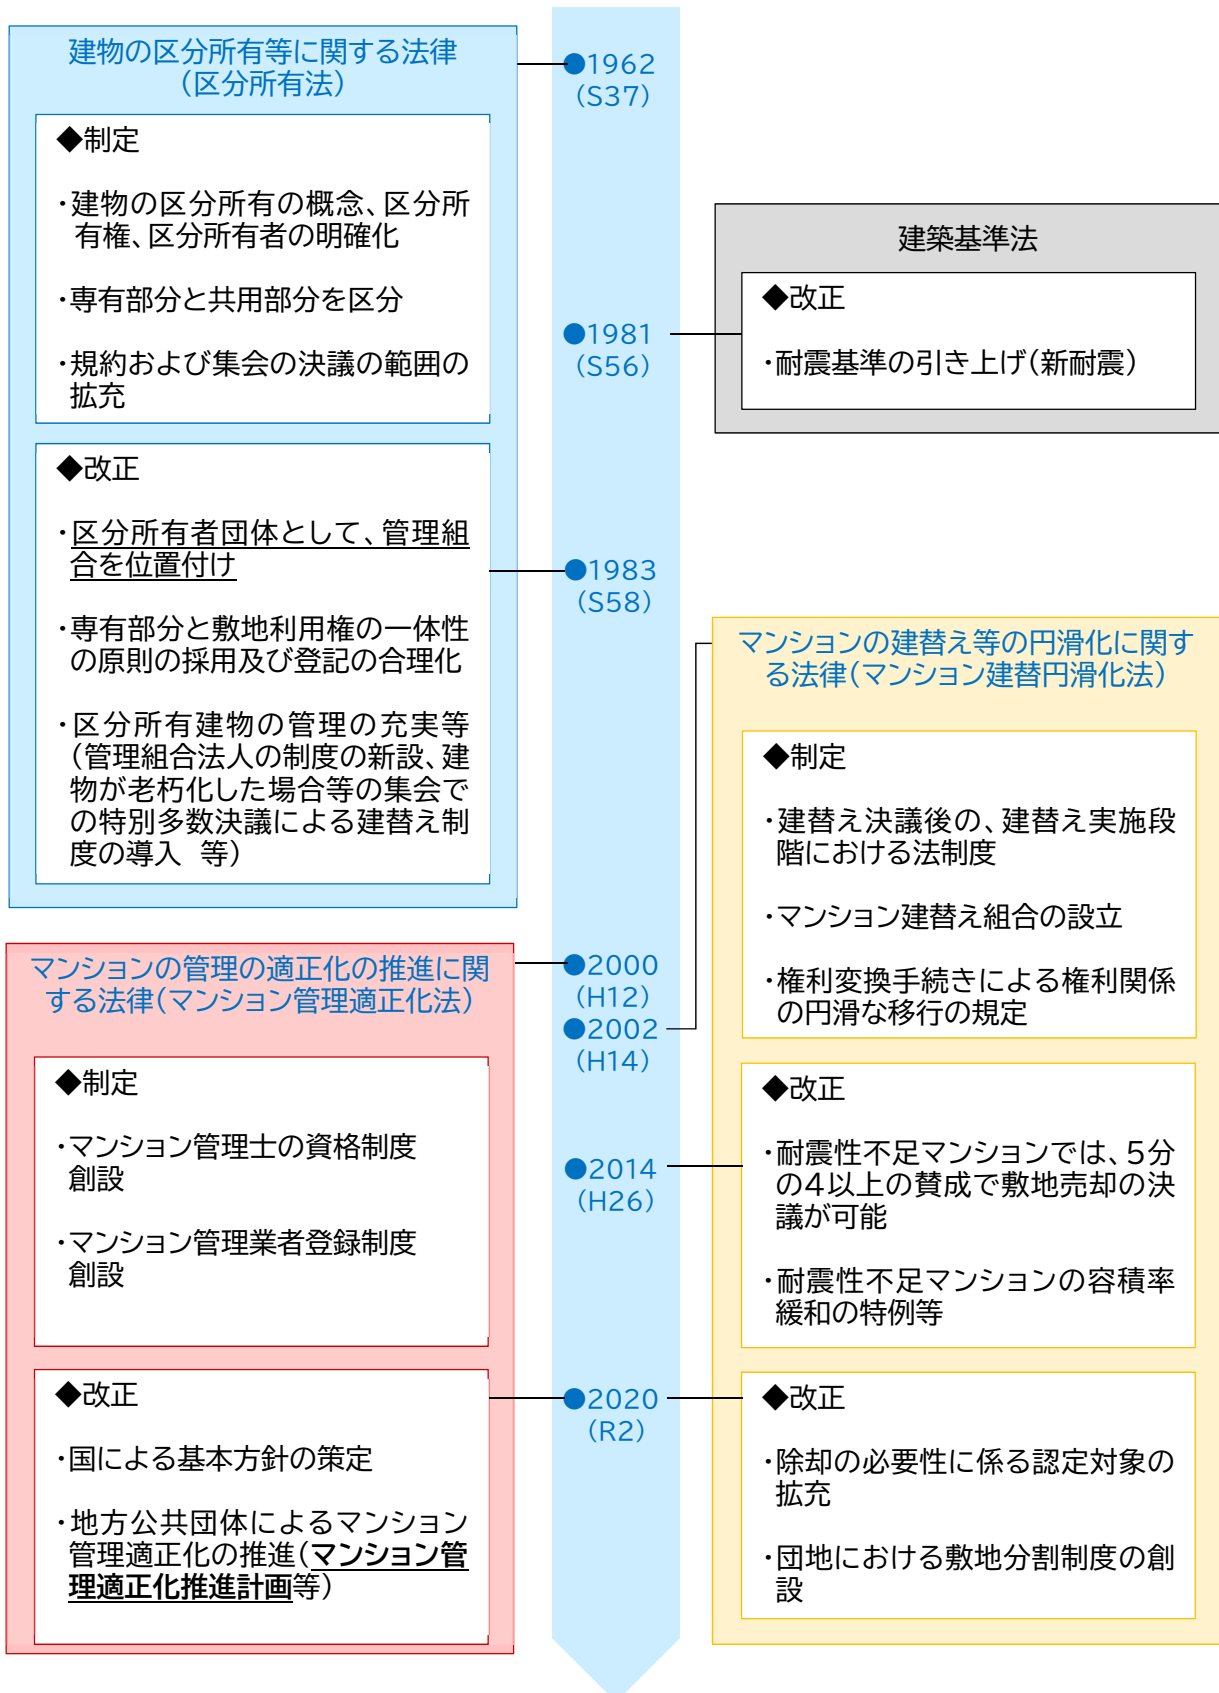 建物の区分所有等に関する法律
（区分所有法）
◆制定
・建物の区分所有の概念、区分所
有権、区分所有者の明確化
・専有部分と共用部分を区分
・規約および集会の決議の範囲の
拡充
◆改正
・区分所有者団体として、管理組
合を位置付け
・専有部分と敷地利用権の一体性
の原則の採用及び登記の合理化
・区分所有建物の管理の充実等
（管理組合法人の制度の新設、建
物が老朽化した場合等の集会で
の特別多数決議による建替え制
度の導入　等）
マンションの管理の適正化の推進に関
する法律（マンション管理適正化法）
◆制定
・マンション管理士の資格制度
創設
・マンション管理業者登録制度
創設
◆改正
・国による基本方針の策定
・地方公共団体によるマンション
管理適正化の推進（マンション管
理適正化推進計画等）
●1962
（S37）
●1981
（S56）
●1983
（S58）
●2000
（H12）
●2002
（H14）
●2014
（H26）
●2020
（R2）
建築基準法
◆改正
・耐震基準の引き上げ（新耐震）
マンションの建替え等の円滑化に関す
る法律（マンション建替円滑化法）
◆制定
・建替え決議後の、建替え実施段
階における法制度
・マンション建替え組合の設立
・権利変換手続きによる権利関係
の円滑な移行の規定
◆改正
・耐震性不足マンションでは、５分
の４以上の賛成で敷地売却の決
議が可能
・耐震性不足マンションの容積率
緩和の特例等
◆改正
・除却の必要性に係る認定対象の
拡充
・団地における敷地分割制度の創
設